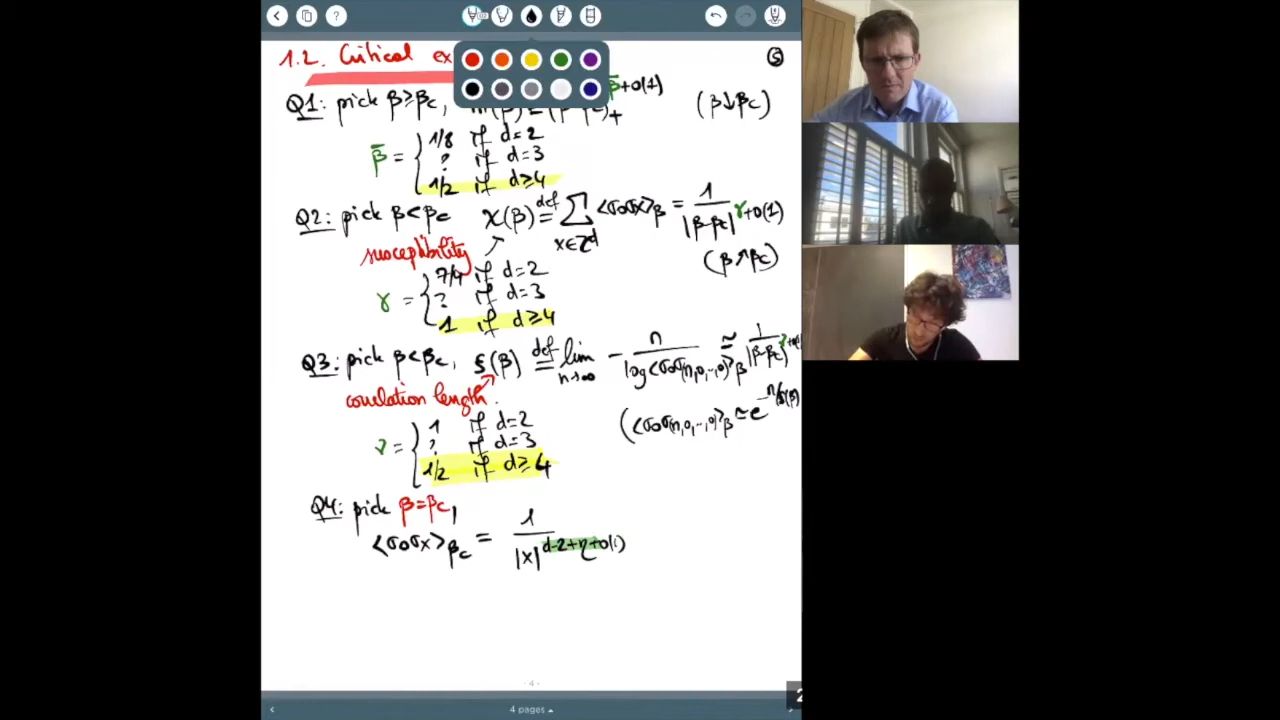 1.2. Critical ex
⑤
Q1: pick β≥βc, m(β) = (β-βc)₊^β̄+o(1) (β↓βc)
β̄ = { 1/8 if d=2
? if d=3
1/2 if d≥4
Q2: pick β<βc χ(β) =def ∑ x∈ℤ^d <σ0σx>β = 1/|β-βc|^γ+o(1)
susceptibility (β↗βc)
γ = { 7/4 if d=2
? if d=3
1 if d≥4
Q3: pick β<βc, ξ(β) =def lim n→∞ - n/log<σ0σ(n,0,...,0)>β ≈ 1/|β-βc|^ν+o(1)
correlation length. (<σ0σ(n,0,...,0)>β ≈ e^-n/ξ(β)
ν = { 1 if d=2
? if d=3
1/2 if d≥4
Q4: pick β=βc,
<σ0σx>βc = 1/|x|^d-2+η+o(1)
- 4 -
4 pages
2